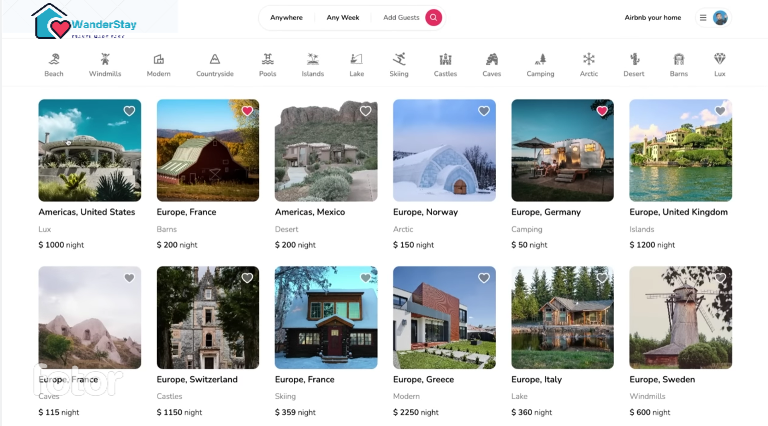 WanderStay
Anywhere
Any Week
Add Guests
Airbnb your home
Beach
Windmills
Modern
Countryside
Pools
Islands
Lake
Skiing
Castles
Caves
Camping
Arctic
Desert
Barns
Lux
Americas, United States
Lux
$ 1000 night
Europe, France
Barns
$ 200 night
Americas, Mexico
Desert
$ 200 night
Europe, Norway
Arctic
$ 150 night
Europe, Germany
Camping
$ 50 night
Europe, United Kingdom
Islands
$ 1200 night
Europe, France
Caves
$ 115 night
Europe, Switzerland
Castles
$ 1150 night
Europe, France
Skiing
$ 359 night
Europe, Greece
Modern
$ 2250 night
Europe, Italy
Lake
$ 360 night
Europe, Sweden
Windmills
$ 600 night
fotor